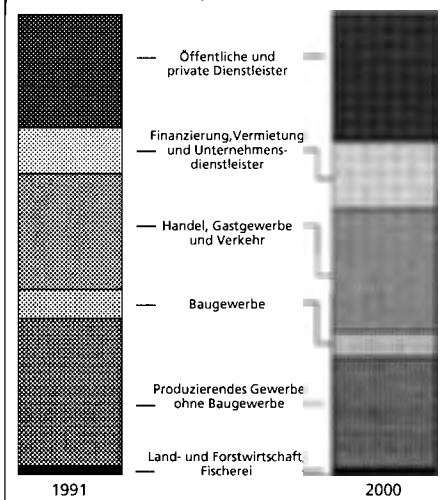 Öffentliche und
private Dienstleister
Finanzierung,Vermietung
und Unternehmens-
dienstleister
Handel, Gastgewerbe
und Verkehr
Baugewerbe
Produzierendes Gewerbe
ohne Baugewerbe
Land- und Forstwirtschaft,
Fischerei
1991
2000